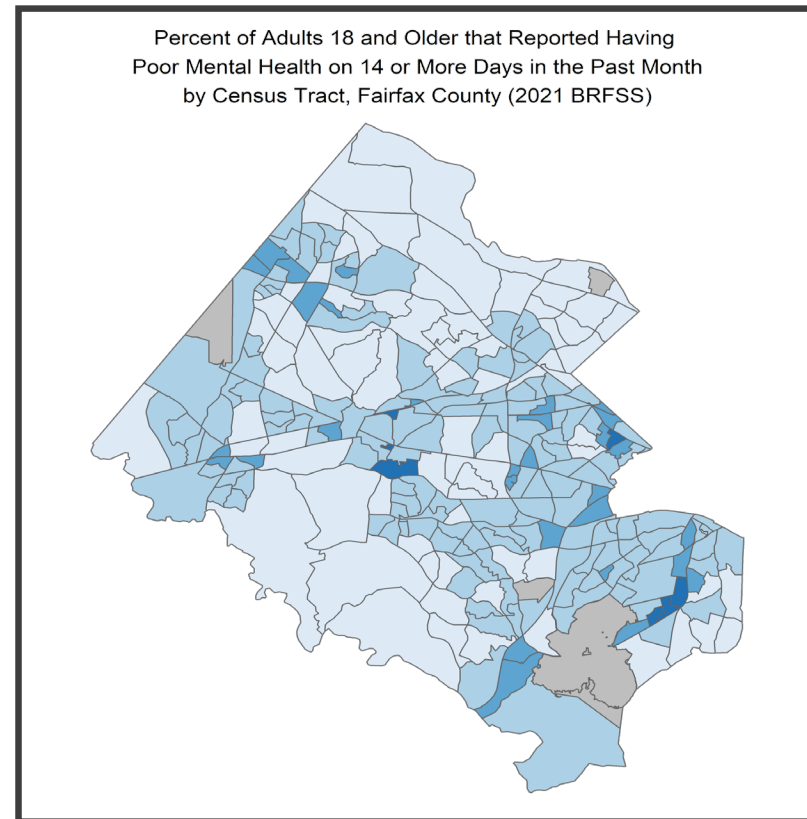 Percent of Adults 18 and Older that Reported Having
Poor Mental Health on 14 or More Days in the Past Month
by Census Tract, Fairfax County (2021 BRFSS)